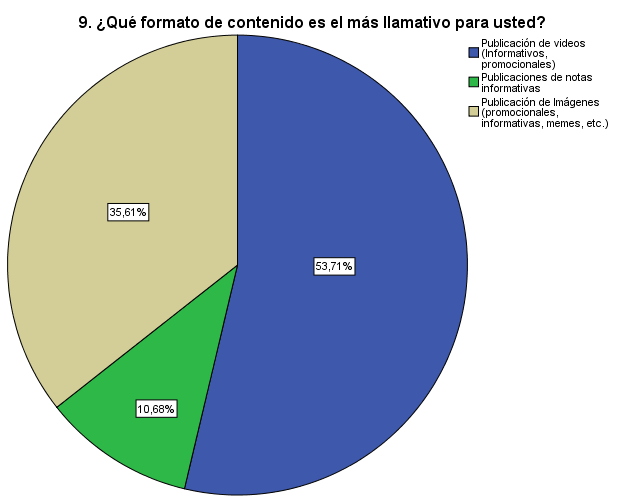 9. ¿Qué formato de contenido es el más llamativo para usted?
Publicación de videos
(Informativos,
promocionales)
Publicaciones de notas
informativas
Publicación de Imágenes
(promocionales,
informativas, memes, etc.)
35,61%
53,71%
10,68%